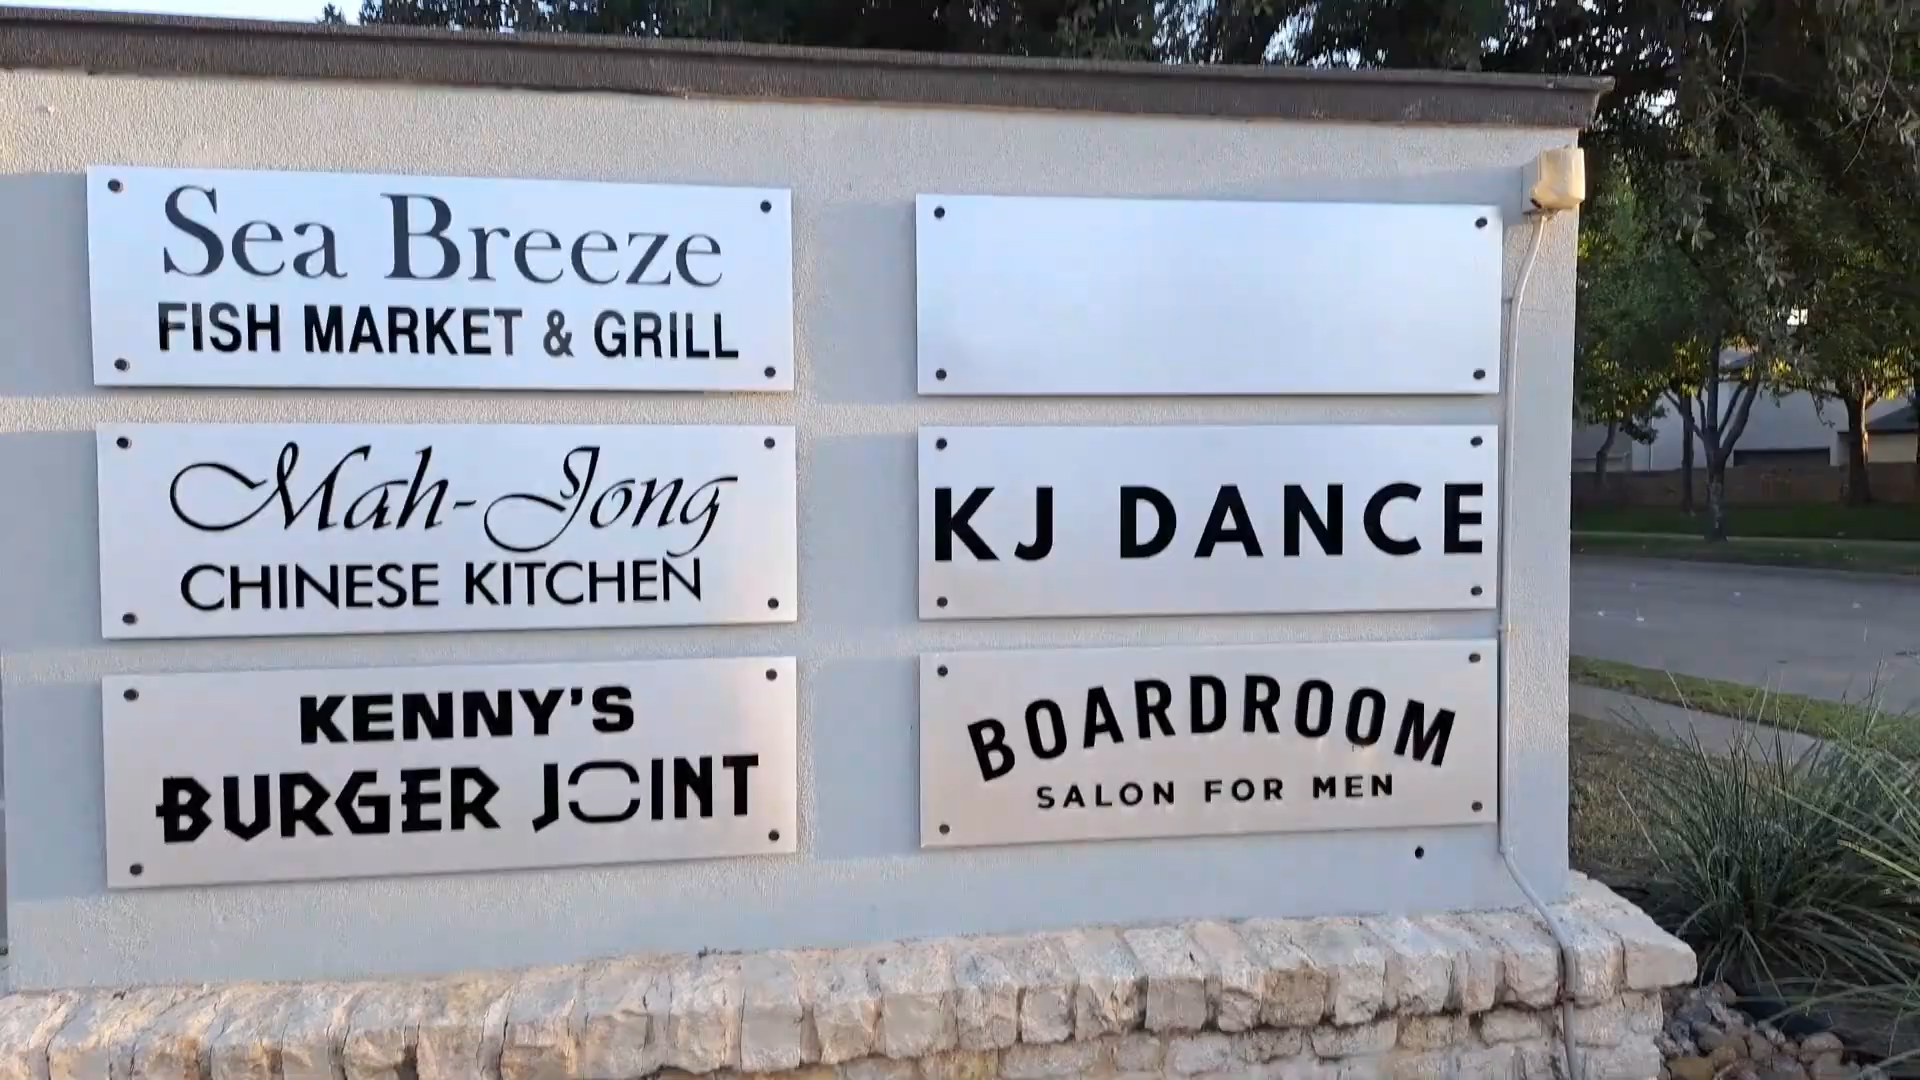 Sea Breeze
FISH MARKET & GRILL
Mah-Jong
CHINESE KITCHEN
KENNY'S
BURGER JOINT
KJ DANCE
BOARDROOM
SALON FOR MEN